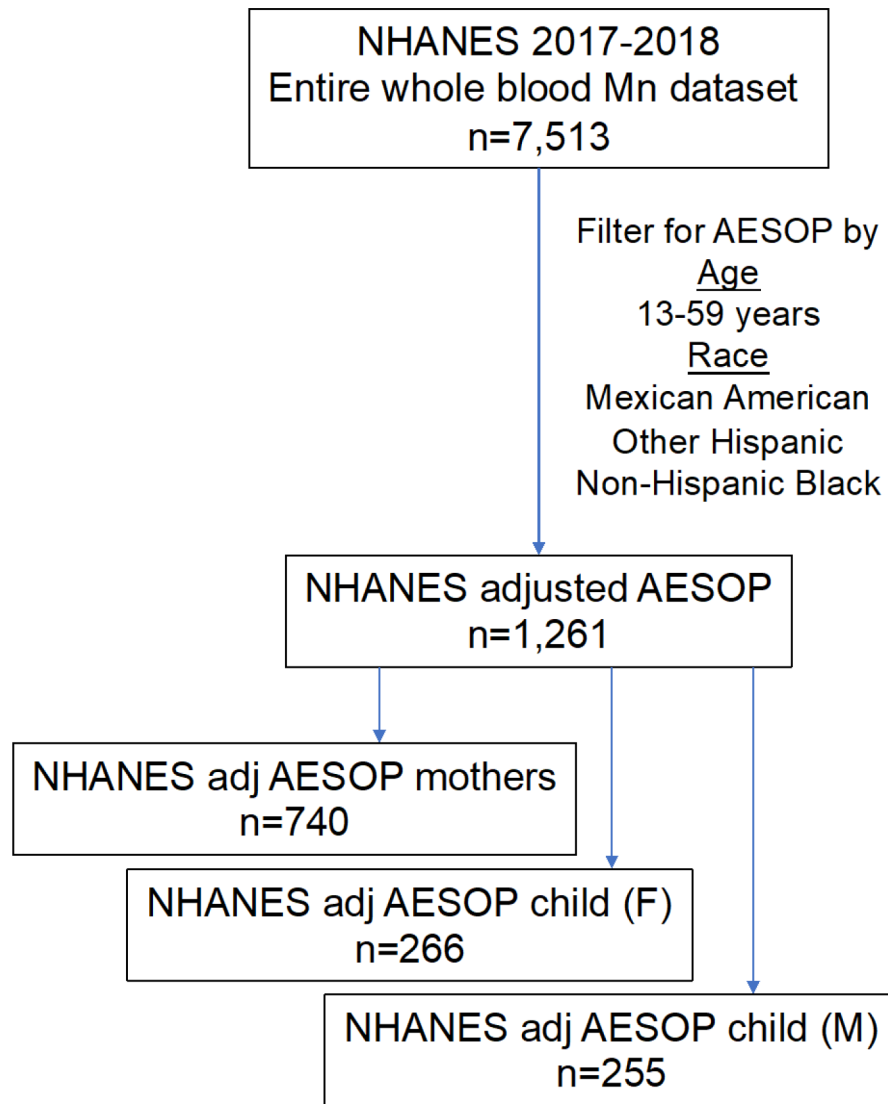 NHANES 2017-2018
Entire whole blood Mn dataset
n=7,513
Filter for AESOP by
Age
13-59 years
Race
Mexican American
Other Hispanic
Non-Hispanic Black
NHANES adjusted AESOP
n=1,261
NHANES adj AESOP mothers
n=740
NHANES adj AESOP child (F)
n=266
NHANES adj AESOP child (M)
n=255